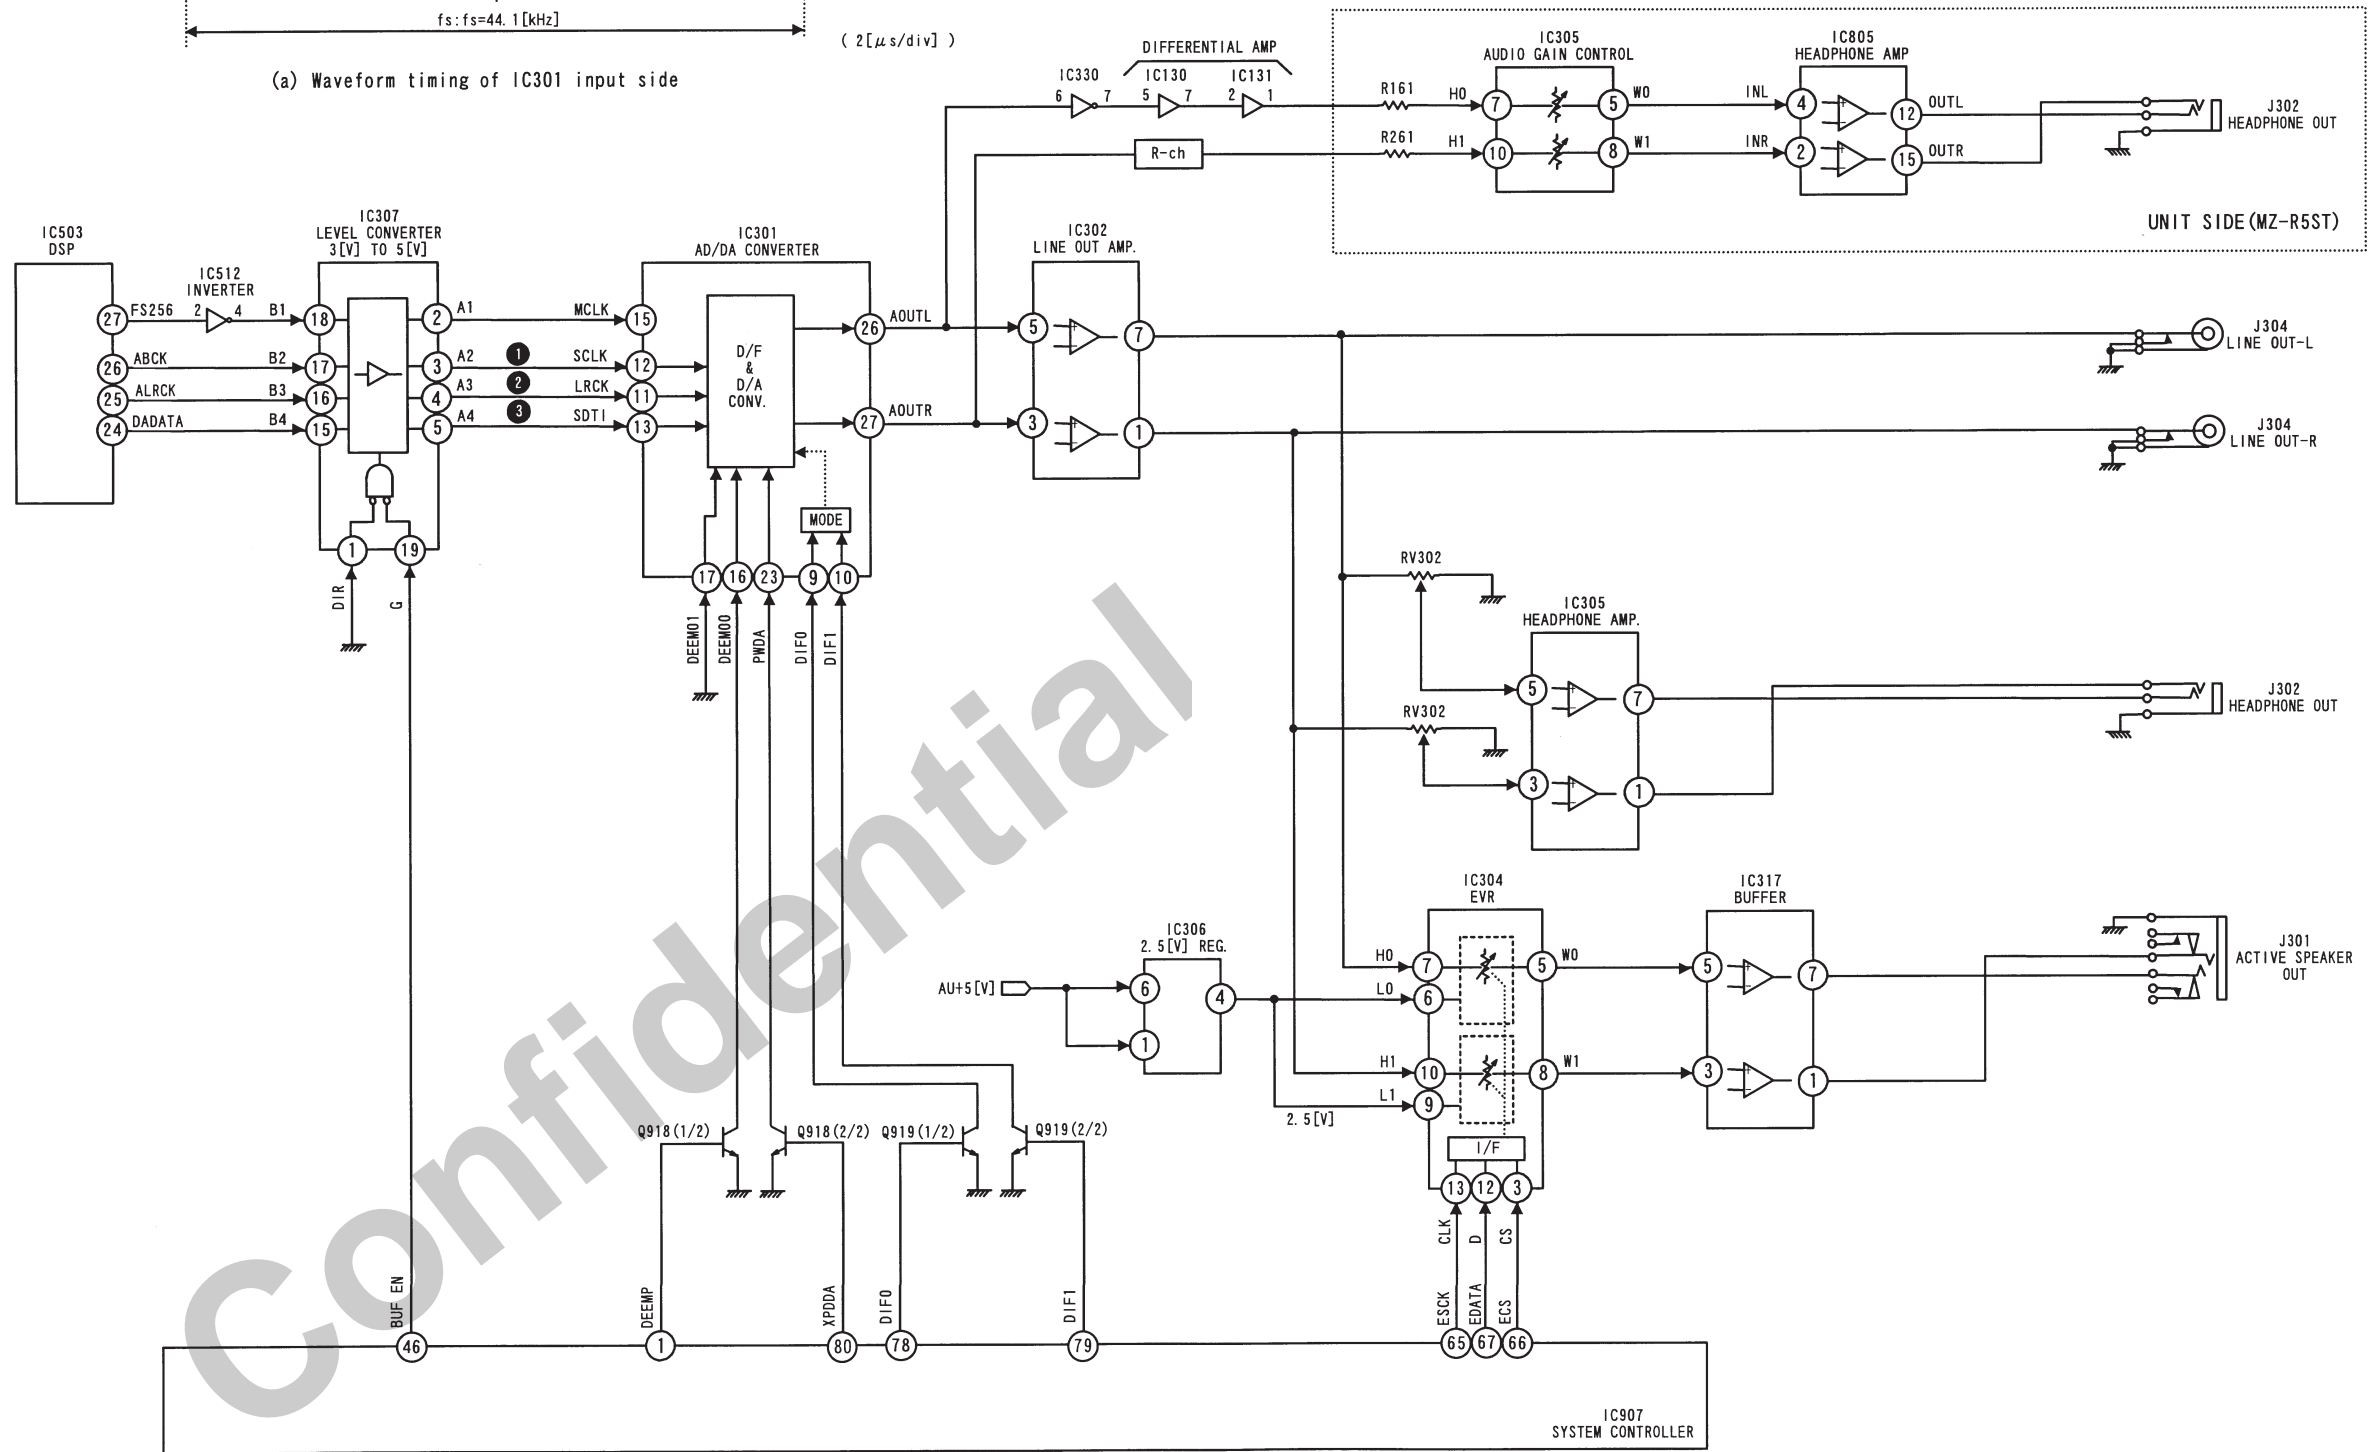 fs:fs=44.1[kHz]
( 2[μs/div] )
(a) Waveform timing of IC301 input side
DIFFERENTIAL AMP
IC330
IC130
IC131
6
7
5
7
2
1
R-ch
R161
R261
IC305
AUDIO GAIN CONTROL
H0
7
5
W0
H1
10
8
W1
IC805
HEADPHONE AMP
INL
4
12
OUTL
INR
2
15
OUTR
J302
HEADPHONE OUT
UNIT SIDE(MZ-R5ST)
IC503
DSP
27
FS256
26
ABCK
25
ALRCK
24
DADATA
IC512
INVERTER
2
4
IC307
LEVEL CONVERTER
3[V] TO 5[V]
B1
18
2
A1
B2
17
3
A2
B3
16
4
A3
B4
15
5
A4
1
19
DIR
G
1
2
3
IC301
AD/DA CONVERTER
MCLK
15
SCLK
12
LRCK
11
SDTI
13
D/F
&
D/A
CONV.
MODE
26
AOUTL
27
AOUTR
17
16
23
9
10
DEEM01
DEEM00
PWDA
DIF0
DIF1
IC302
LINE OUT AMP.
5
7
3
1
J304
LINE OUT-L
J304
LINE OUT-R
RV302
RV302
IC305
HEADPHONE AMP.
5
7
3
1
J302
HEADPHONE OUT
IC306
2.5[V] REG.
AU+5[V]
6
4
1
2.5[V]
IC304
EVR
H0
7
5
W0
L0
6
H1
10
8
W1
L1
9
I/F
13
12
3
CLK
D
CS
IC317
BUFFER
5
7
3
1
J301
ACTIVE SPEAKER
OUT
Q918(1/2)
Q918(2/2)
Q919(1/2)
Q919(2/2)
BUF EN
DEEMP
XPDDA
DIF0
DIF1
ESCK
EDATA
ECS
46
1
80
78
79
65
67
66
IC907
SYSTEM CONTROLLER
Confidential